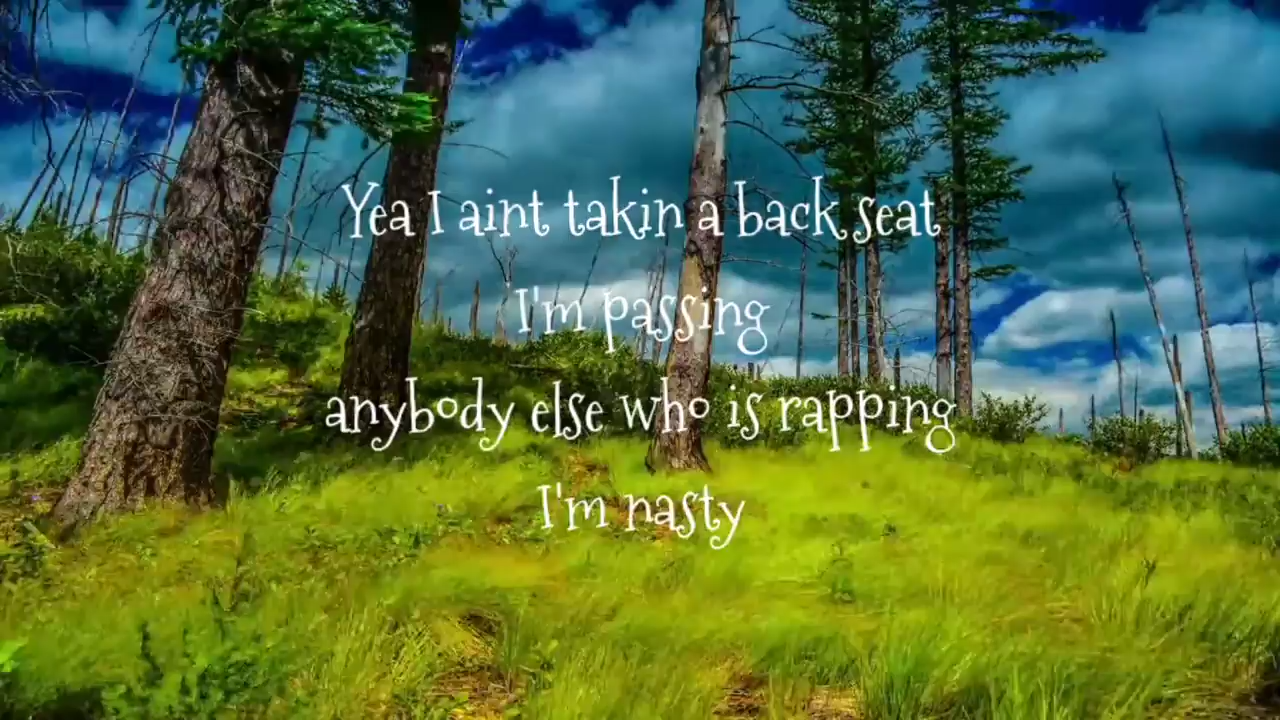 Yea I aint takin a back seat
I'm passing
anybody else who is rapping
I'm nasty